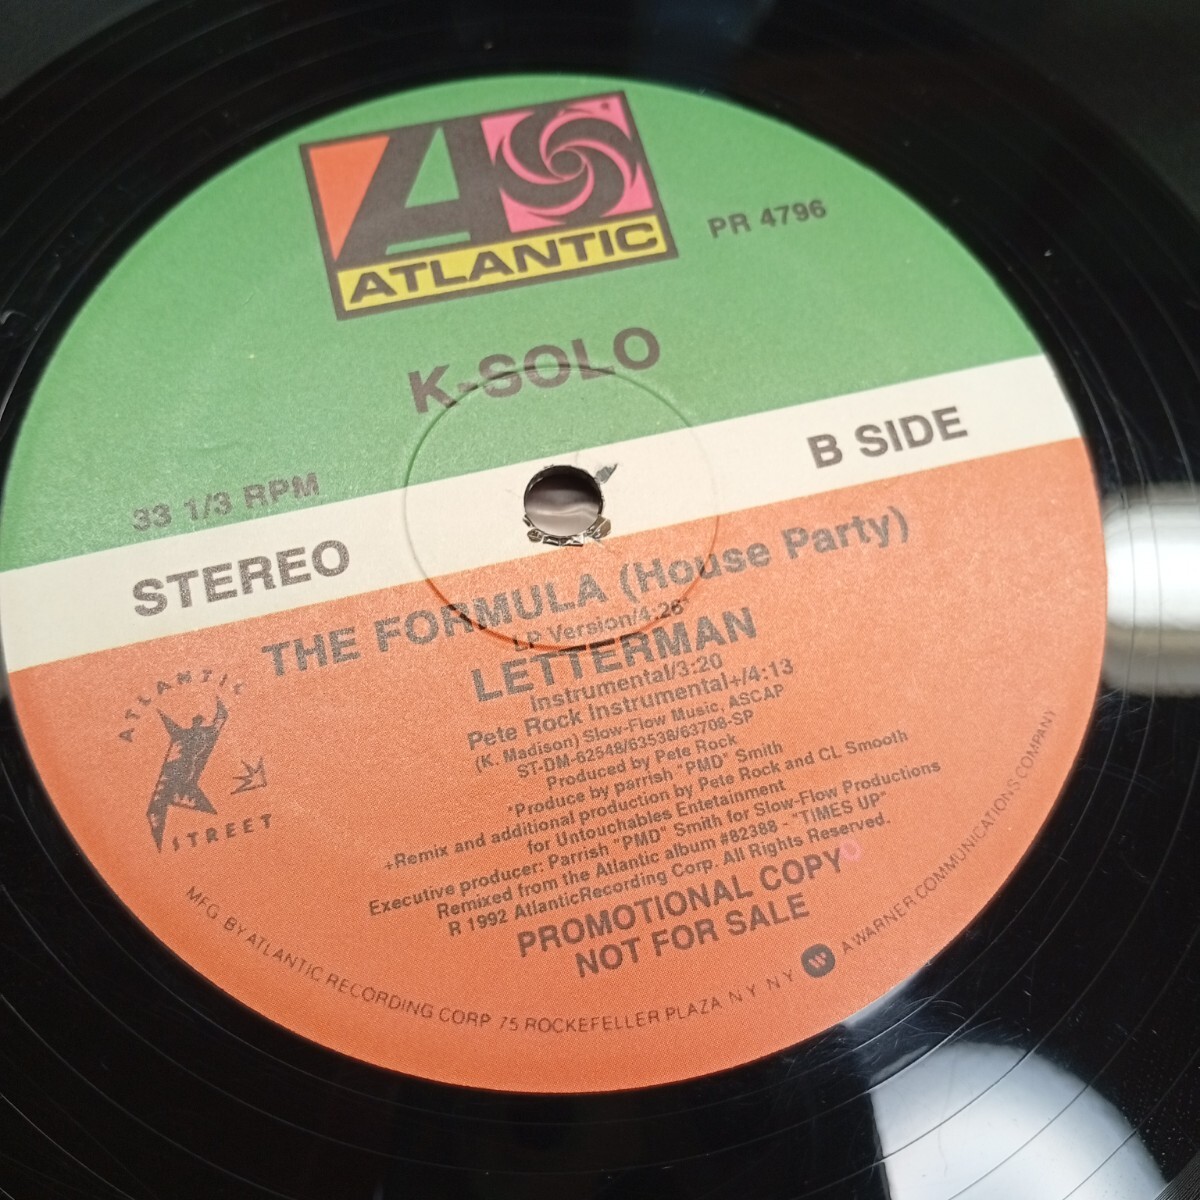 ATLANTIC
PR 4796
K-SOLO
33 1/3 RPM
B SIDE
STEREO
THE FORMULA (House Party)
LP Version/4:26*
LETTERMAN
Instrumental/3:20
Pete Rock Instrumental+/4:13
(K. Madison) Slow-Flow Music, ASCAP
ST-DM-62548/63538/63708-SP
Produced by Pete Rock
*Produce by parrish "PMD" Smith
+Remix and additional production by Pete Rock and CL Smooth
for Untouchables Entetainment
Executive producer: Parrish "PMD" Smith for Slow-Flow Productions
Remixed from the Atlantic album #82388 - "TIMES UP"
R 1992 AtlanticRecording Corp. All Rights Reserved.
PROMOTIONAL COPY
NOT FOR SALE
ATLANTIC
STREET
MFG. BY ATLANTIC RECORDING CORP. 75 ROCKEFELLER PLAZA N Y N Y W A WARNER COMMUNICATIONS COMPANY